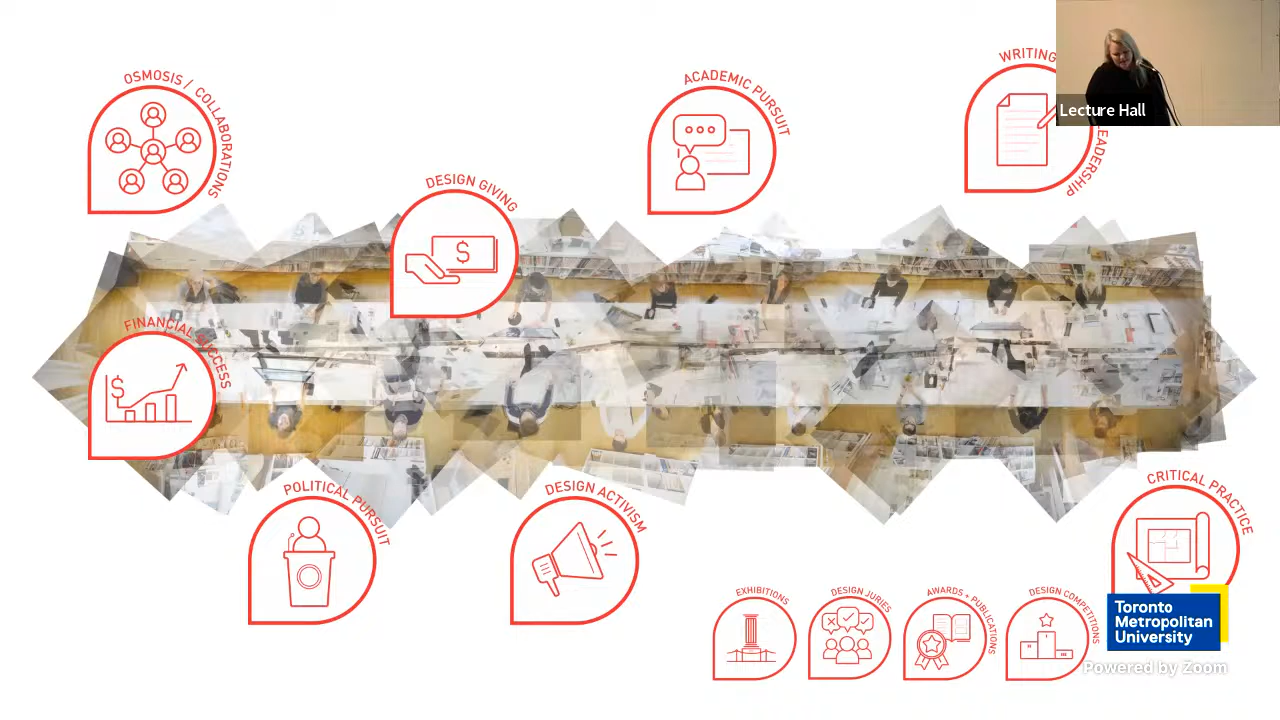 OSMOSIS / COLLABORATIONS
ACADEMIC PURSUIT
WRITING
LEADERSHIP
Lecture Hall
DESIGN GIVING
FINANCIAL SUCCESS
POLITICAL PURSUIT
DESIGN ACTIVISM
CRITICAL PRACTICE
EXHIBITIONS
DESIGN JURIES
AWARDS + PUBLICATIONS
DESIGN COMPETITIONS
Toronto
Metropolitan
University
Powered by Zoom